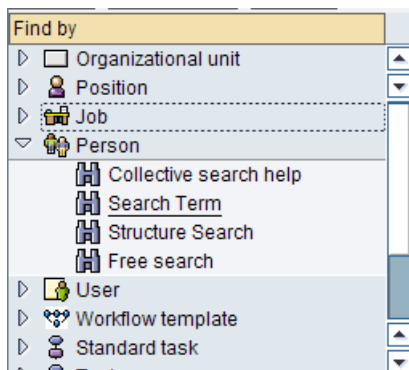 Find by
Organizational unit
Position
Job
Person
Collective search help
Search Term
Structure Search
Free search
User
Workflow template
Standard task